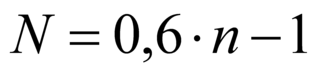 N = 0,6 · n − 1